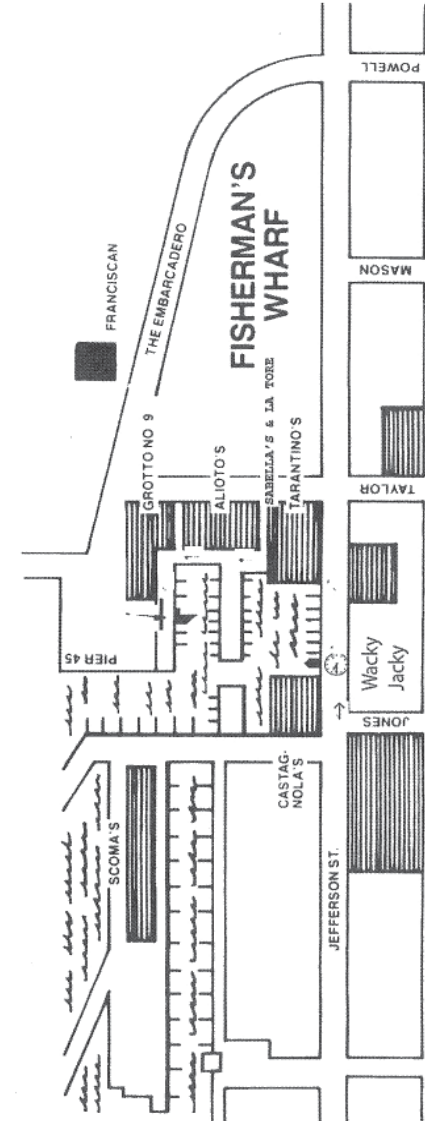 POWELL
MASON
FISHERMAN'S
WHARF
THE EMBARCADERO
FRANCISCAN
GROTTO NO 9
ALIOTO'S
SABELLA'S & LA TORE
TARANTINO'S
TAYLOR
PIER 45
Wacky
Jacky
JONES
CASTAG-
NOLA'S
SCOMA'S
JEFFERSON ST.